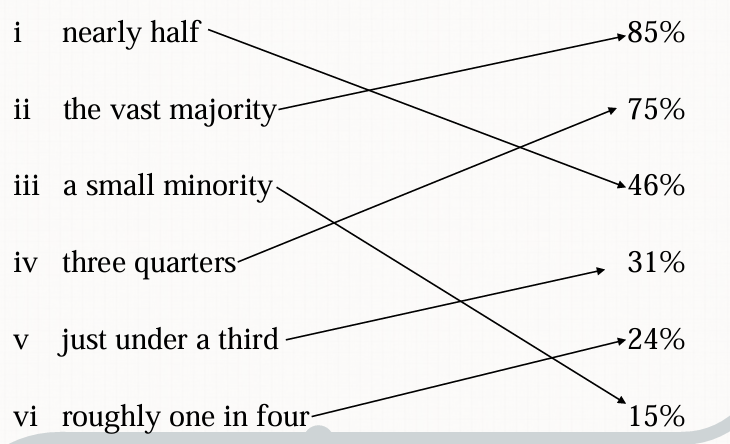 i nearly half 85%
ii the vast majority 75%
iii a small minority 46%
iv three quarters 31%
v just under a third 24%
vi roughly one in four 15%